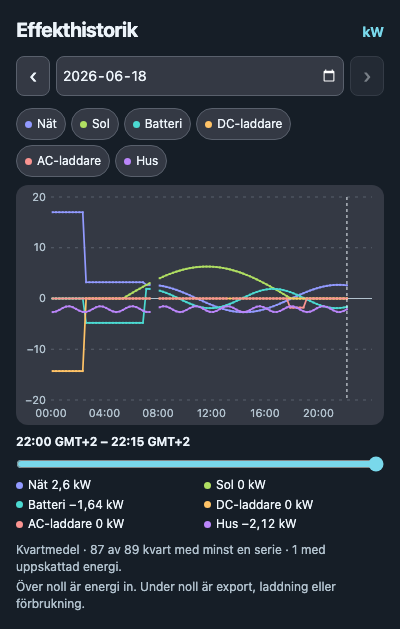 Effekthistorik kW
2026-06-18
Nät Sol Batteri DC-laddare
AC-laddare Hus
20
10
0
−10
−20
00:00 04:00 08:00 12:00 16:00 20:00
22:00 GMT+2 – 22:15 GMT+2
Nät 2,6 kW Sol 0 kW
Batteri −1,64 kW DC-laddare 0 kW
AC-laddare 0 kW Hus −2,12 kW
Kvartmedel · 87 av 89 kvart med minst en serie · 1 med
uppskattad energi.
Över noll är energi in. Under noll är export, laddning eller
förbrukning.